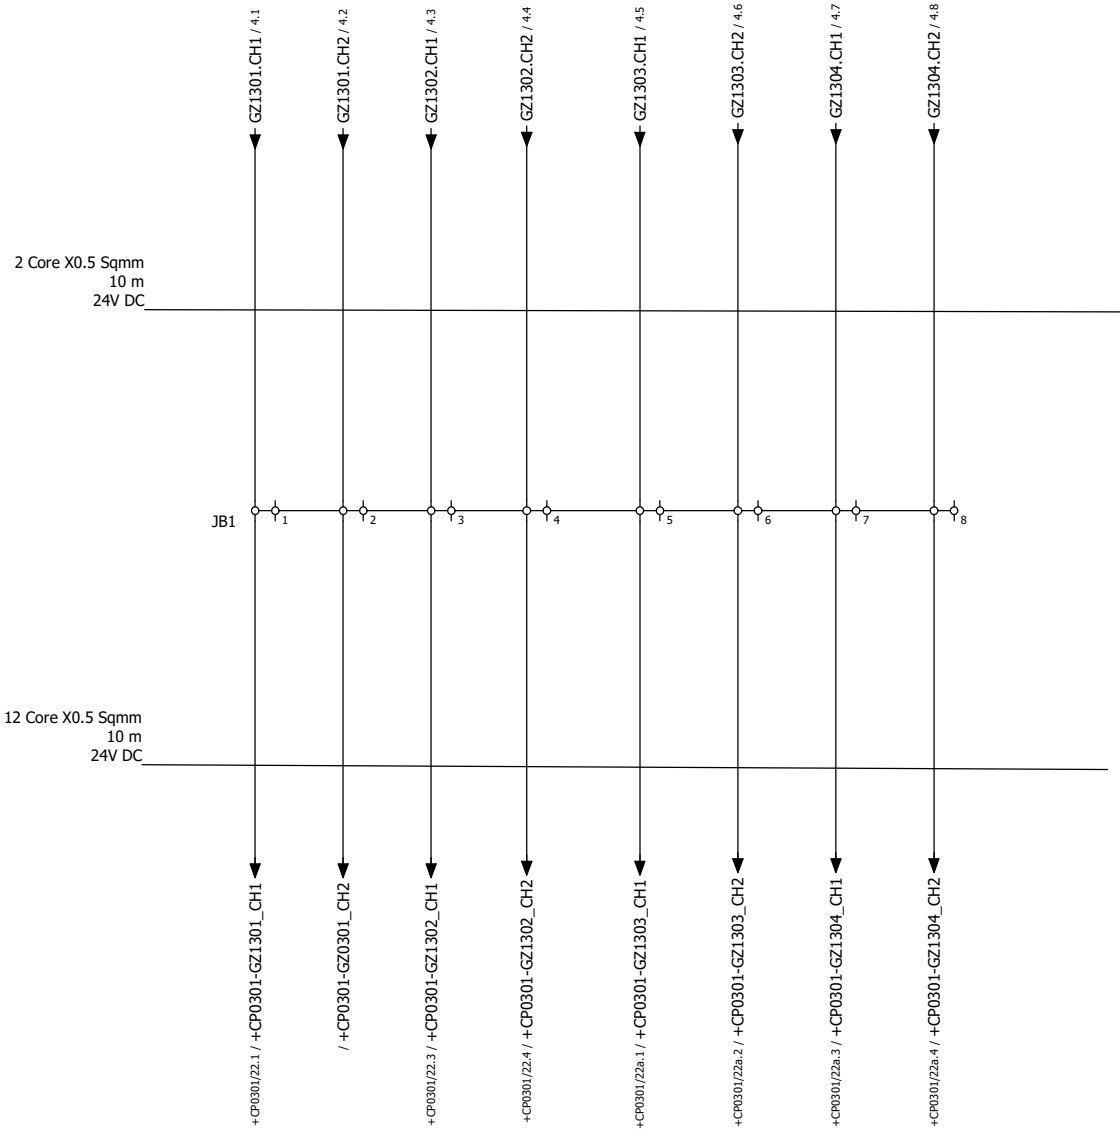 GZ1301.CH1 / 4.1
GZ1301.CH2 / 4.2
GZ1302.CH1 / 4.3
GZ1302.CH2 / 4.4
GZ1303.CH1 / 4.5
GZ1303.CH2 / 4.6
GZ1304.CH1 / 4.7
GZ1304.CH2 / 4.8
2 Core X0.5 Sqmm
10 m
24V DC
JB1
1
2
3
4
5
6
7
8
12 Core X0.5 Sqmm
10 m
24V DC
+CP0301/22.1 / +CP0301-GZ1301_CH1
/ +CP0301-GZ0301_CH2
+CP0301/22.3 / +CP0301-GZ1302_CH1
+CP0301/22.4 / +CP0301-GZ1302_CH2
+CP0301/22a.1 / +CP0301-GZ1303_CH1
+CP0301/22a.2 / +CP0301-GZ1303_CH2
+CP0301/22a.3 / +CP0301-GZ1304_CH1
+CP0301/22a.4 / +CP0301-GZ1304_CH2